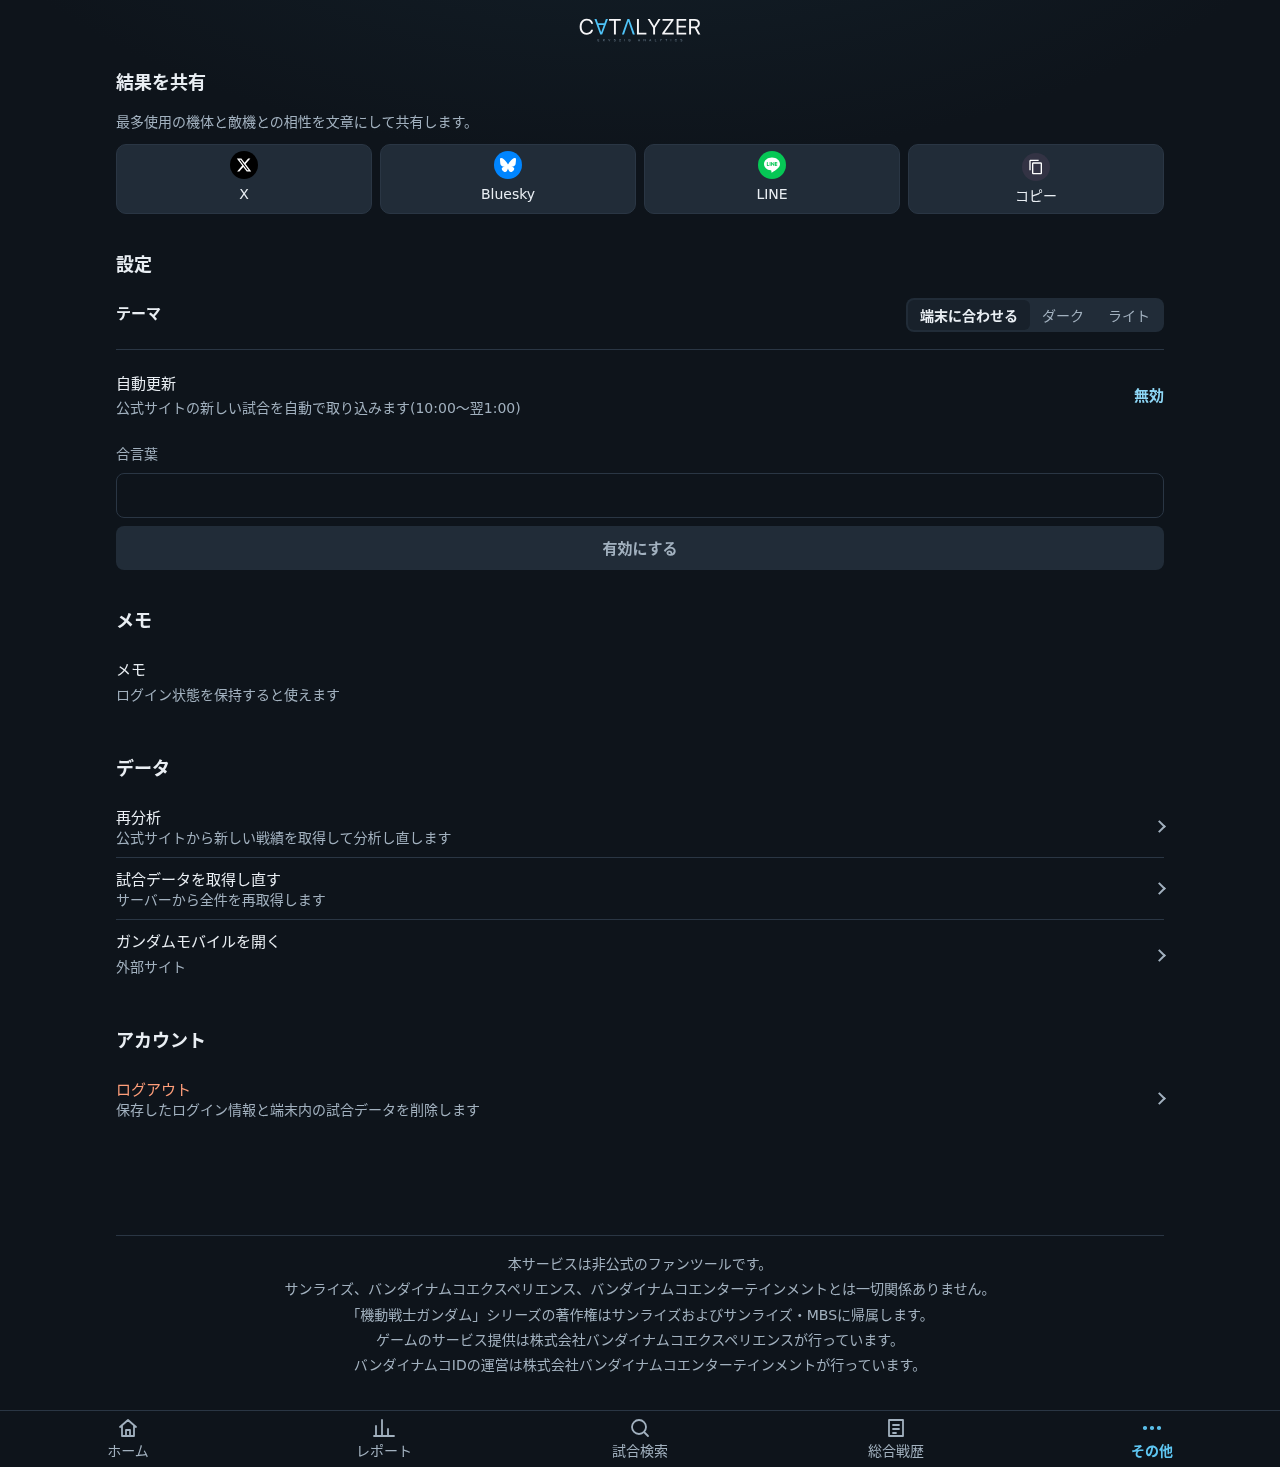 C∀TΛLYZER
結果を共有
最多使用の機体と敵機との相性を文章にして共有します。
X
Bluesky
LINE
LINE
コピー
設定
テーマ
端末に合わせる
ダーク
ライト
自動更新
公式サイトの新しい試合を自動で取り込みます(10:00〜翌1:00)
無効
合言葉
有効にする
メモ
メモ
ログイン状態を保持すると使えます
データ
再分析
公式サイトから新しい戦績を取得して分析し直します
試合データを取得し直す
サーバーから全件を再取得します
ガンダムモバイルを開く
外部サイト
アカウント
ログアウト
保存したログイン情報と端末内の試合データを削除します
本サービスは非公式のファンツールです。
サンライズ、バンダイナムコエクスペリエンス、バンダイナムコエンターテインメントとは一切関係ありません。
「機動戦士ガンダム」シリーズの著作権はサンライズおよびサンライズ・MBSに帰属します。
ゲームのサービス提供は株式会社バンダイナムコエクスペリエンスが行っています。
バンダイナムコIDの運営は株式会社バンダイナムコエンターテインメントが行っています。
ホーム
レポート
試合検索
総合戦歴
その他